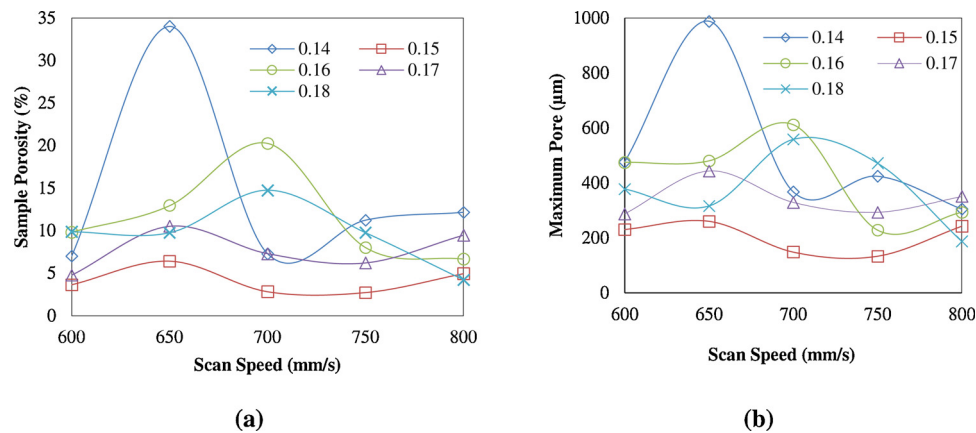 35
30
25
20
15
10
5
0
Sample Porosity (%)
0.14 0.15
0.16 0.17
0.18
600 650 700 750 800
Scan Speed (mm/s)
(a)
1000
800
600
400
200
0
Maximum Pore (µm)
0.14 0.15
0.16 0.17
0.18
600 650 700 750 800
Scan Speed (mm/s)
(b)